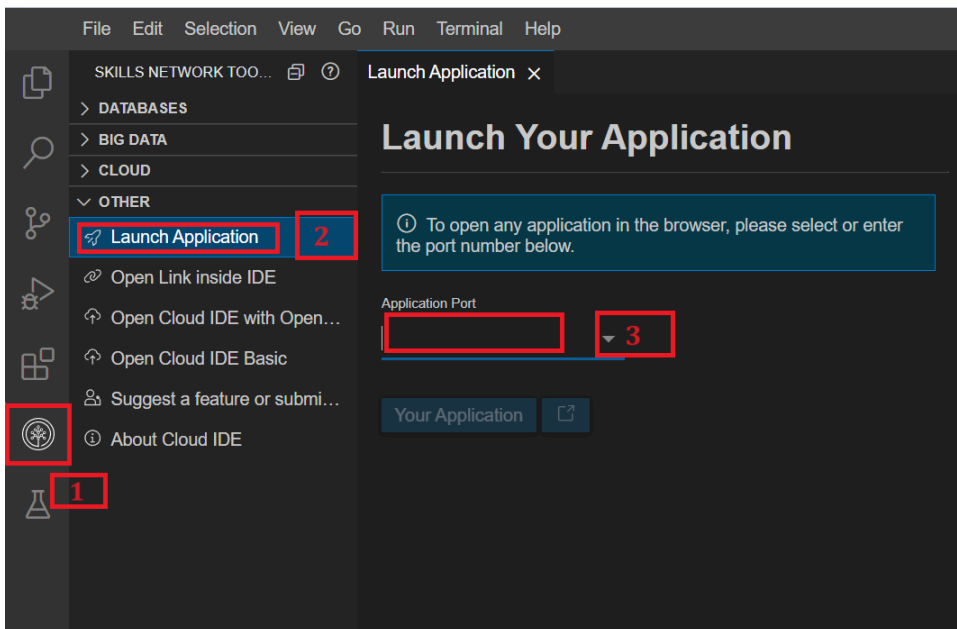 File Edit Selection View Go Run Terminal Help
SKILLS NETWORK TOO...
DATABASES
BIG DATA
CLOUD
OTHER
Launch Application
2
Open Link inside IDE
Open Cloud IDE with Open...
Open Cloud IDE Basic
Suggest a feature or submi...
About Cloud IDE
1
Launch Application
Launch Your Application
To open any application in the browser, please select or enter
the port number below.
Application Port
3
Your Application